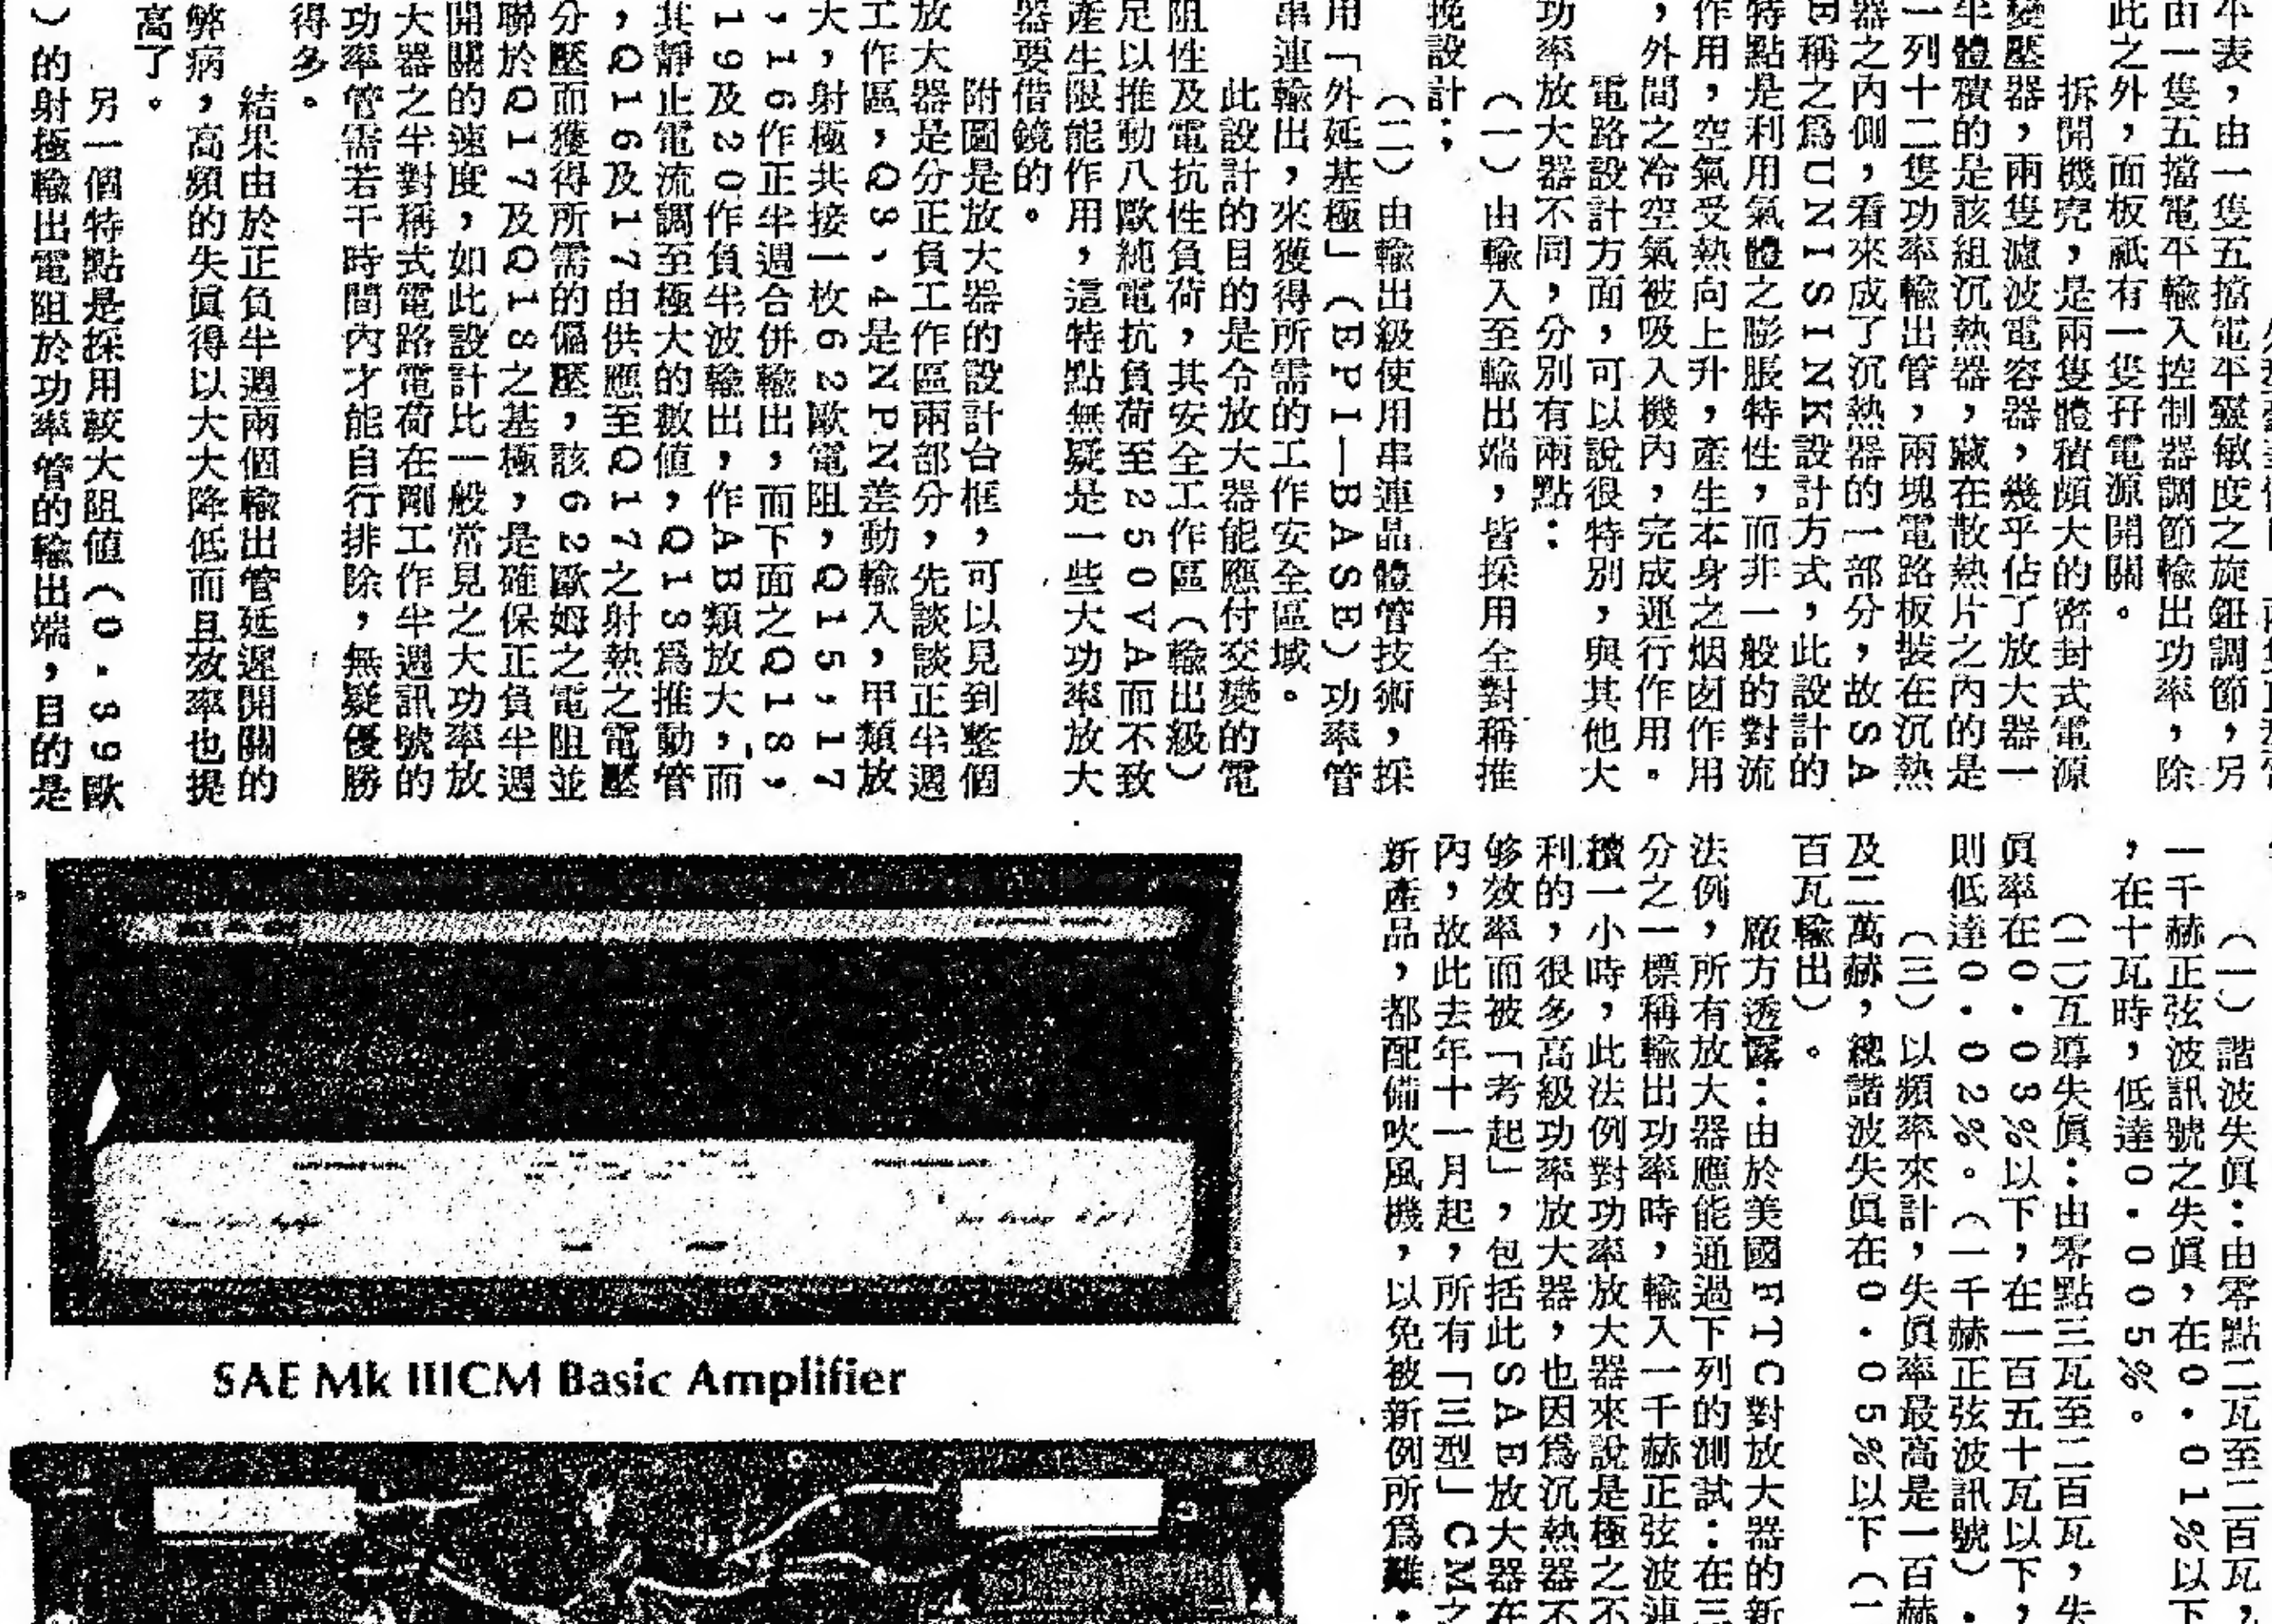 平表，由一隻五擋電平靈敏度之旋鈕調節，另
由一隻五擋電平輸入控制器調節輸出功率，除
此之外，面板祇有一隻孖電源開關。
拆開機壳，是兩隻體積頗大的密封式電源
變壓器，兩隻濾波電容器，幾乎佔了放大器一
半體積的是該組沉熱器，藏在散熱片之內的是
一列十二隻功率輸出管，兩塊電路板裝在沉熱
器之內側，看來成了沉熱器的一部分，故SA
E稱之爲UNISINK設計方式，此設計的
特點是利用氣體之膨脹特性，而非一般的對流
作用，空氣受熱向上升，產生本身之烟囱作用
，外間之冷空氣被吸入機內，完成運行作用。
電路設計方面，可以說很特別，與其他大
功率放大器不同，分別有兩點：
（一）由輸入至輸出端，皆採用全對稱推
挽設計；
（二）由輸出級使用串連品體管技術，採
用「外延基極」（EPI—BASE）功率管
串連輸出，來獲得所需的工作安全區域。
此設計的目的是令放大器能應付交變的電
阻性及電抗性負荷，其安全工作區（輸出級）
足以推動八歐純電抗負荷至250VA而不致
產生限能作用，這特點無疑是一些大功率放大
器要借鏡的。
附圖是放大器的設計台框，可以見到整個
放大器是分正負工作區兩部分，先談談正半週
工作區，Q3、4是NPN差動輸入，甲類放
大，射極共接一枚62歐電阻，Q15，17
，16作正半週合併輸出，而下面之Q18，
19及20作負半波輸出，作AB類放大，而
其靜止電流調至極大的數值，Q13爲推動管
，Q16及17由供應至Q17之射熱之電壓
分壓而獲得所需的偏壓，該62歐姆之電阻並
聯於Q17及Q18之基極，是確保正負半週
開關的速度，如此設計比一般常見之大功率放
大器之半對稱式電路電荷在剛工作半週訊號的
功率管需若干時間內才能自行排除，無疑優勝
得多。
結果由於正負半週兩個輸出管延遲開關的
弊病，高頻的失眞得以大大降低而且效率也提
高了。
另一個特點是採用較大阻值（0.39歐
）的射極輸出電阻於功率管的輸出端，目的是
（一）諧波失眞：由零點二瓦至二百瓦，
一千赫正弦波訊號之失眞，在0.01%以下
，在十瓦時，低達0.005%。
（二）互導失眞：由零點三瓦至二百瓦，失
眞率在0.03%以下，在一百五十瓦以下，
則低達0.02%。（一千赫正弦波訊號）.
（三）以頻率來計，失眞率最高是一百赫
及二萬赫，總諧波失眞在0.05%以下（二
百瓦輸出）。
廠方透露：由於美國FTC對放大器的新
法例，所有放大器應能通過下列的測試：在三
分之一標稱輸出功率時，輸入一千赫正弦波連
續一小時，此法例對功率放大器來說是極之不
利的，很多高級功率放大器，也因爲沉熱器不
够效率而被「考起」，包括此SAE放大器在
內，故此去年十一月起，所有「三型」CM之
新產品，都配備吹風機，以免被新例所爲難.
SAE Mk IIICM Basic Amplifier